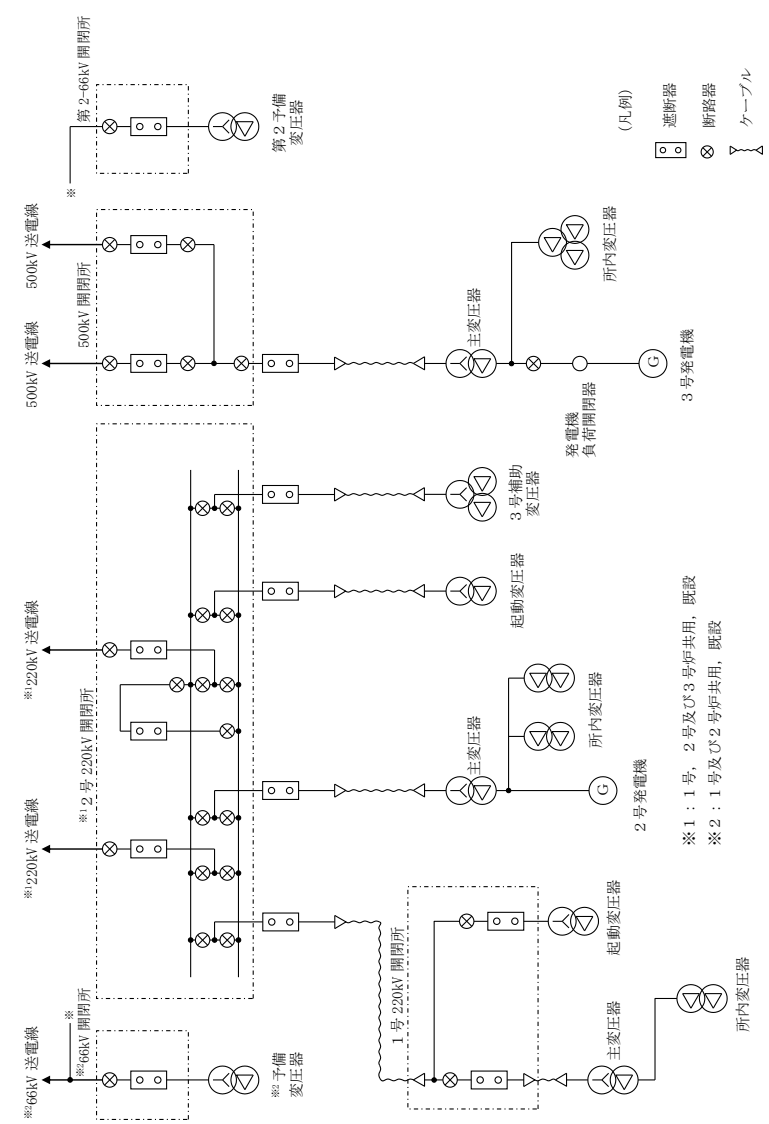 ※2 66kV 送電線
※
※2 66kV 開閉所
※2 予備
変圧器
※1 220kV 送電線
※1 220kV 送電線
※1 2号 220kV 開閉所
1号 220kV 開閉所
主変圧器
所内変圧器
起動変圧器
主変圧器
所内変圧器
G
2号発電機
起動変圧器
3号補助
変圧器
500kV 送電線
500kV 送電線
500kV 開閉所
主変圧器
所内変圧器
発電機
負荷開閉器
G
3号発電機
※
第2-66kV 開閉所
第2予備
変圧器
(凡例)
遮断器
断路器
ケーブル
※1：1号，2号及び3号炉共用，既設
※2：1号及び2号炉共用，既設